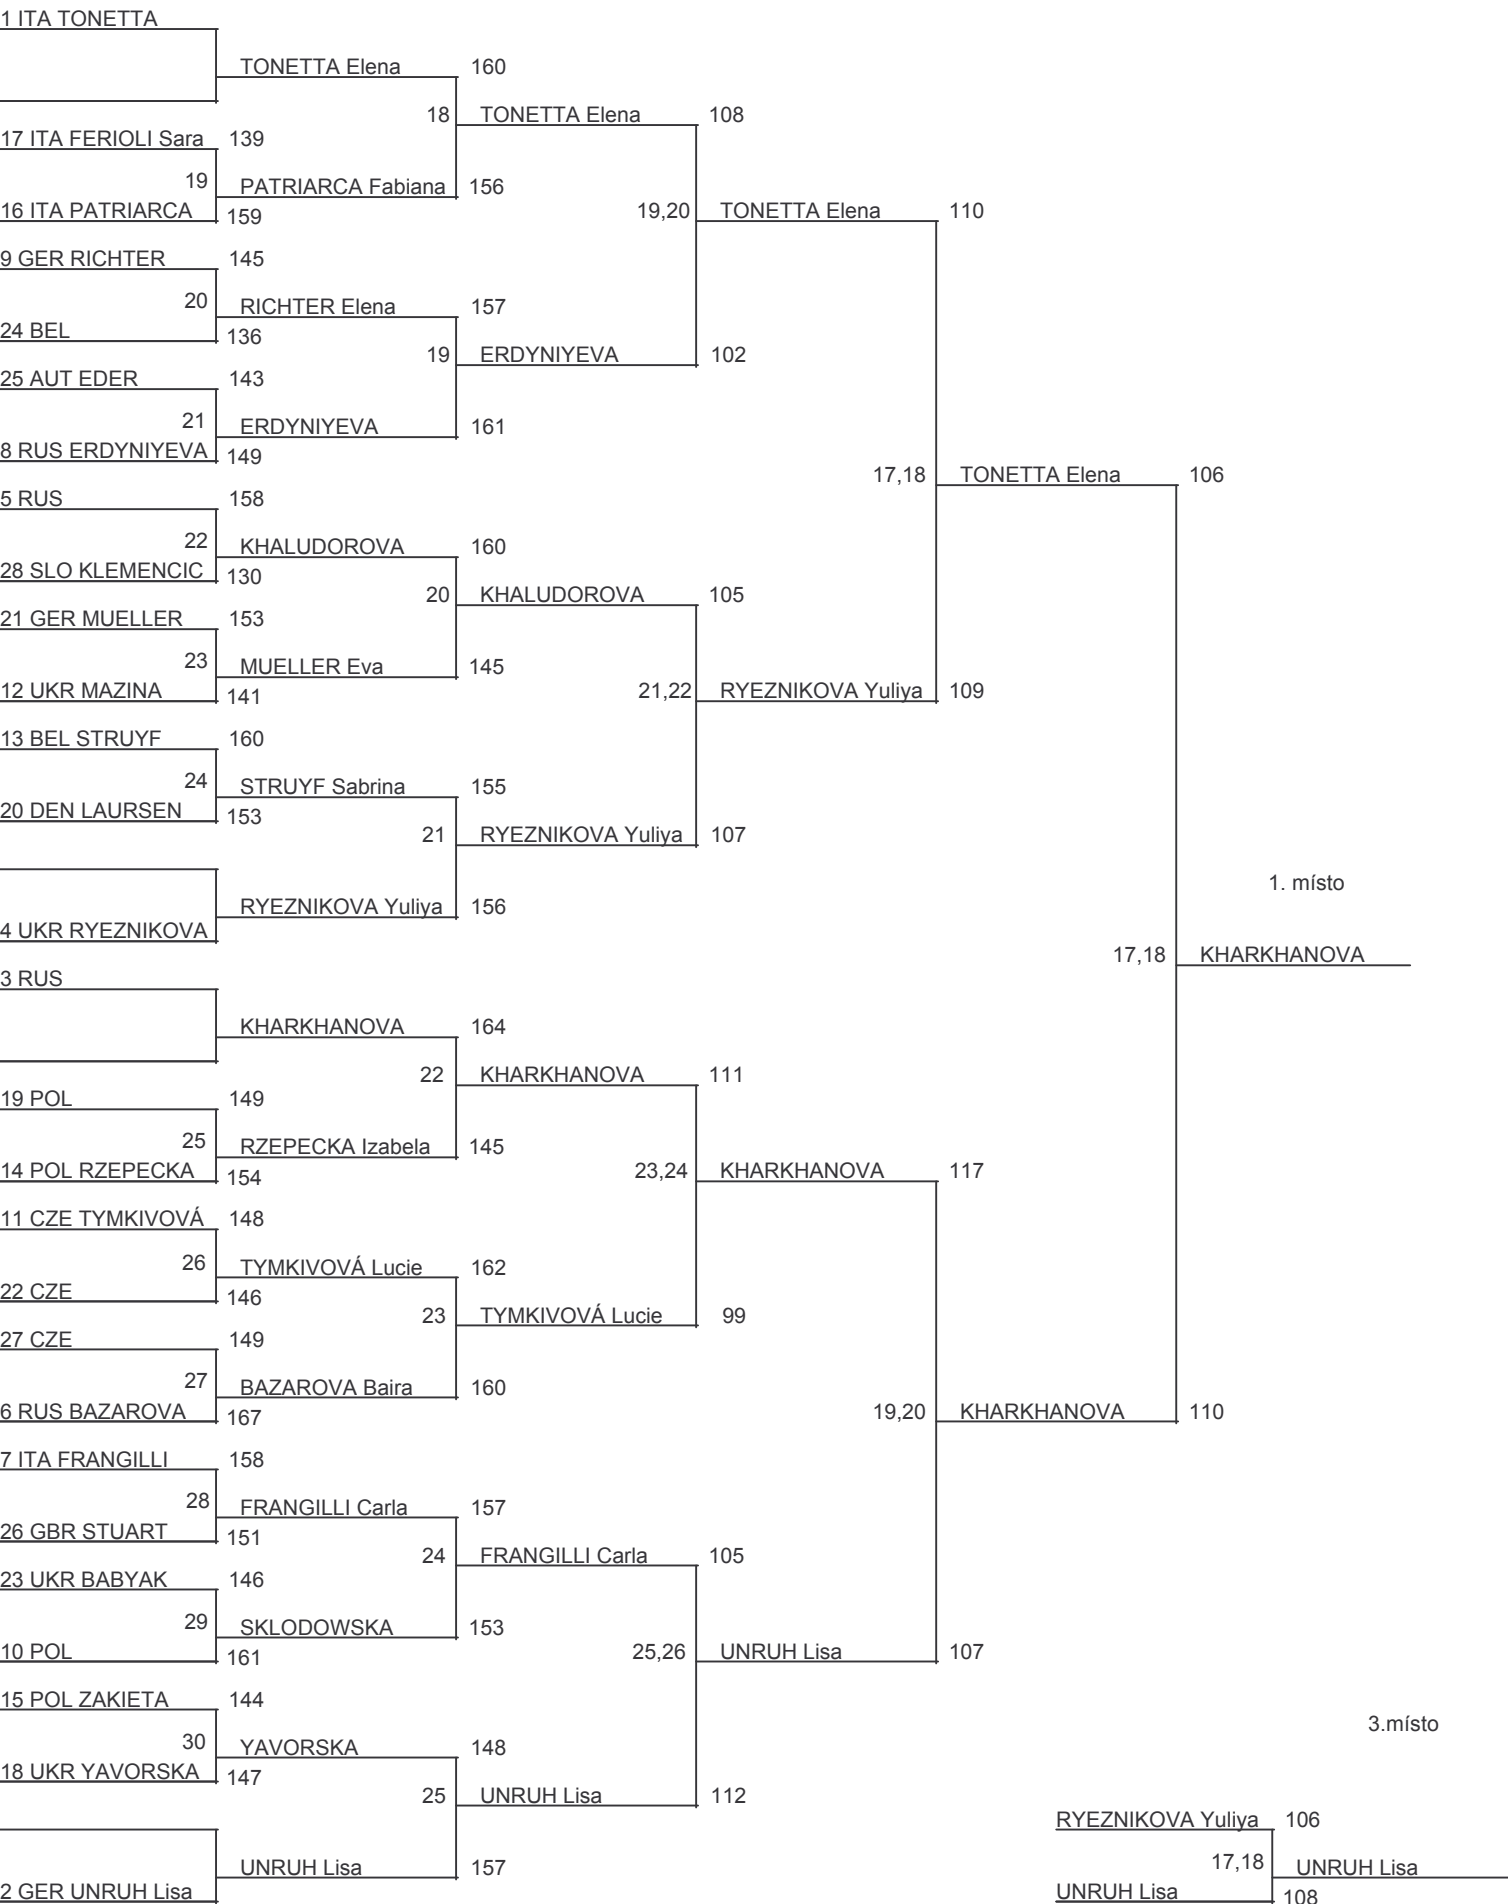 1 ITA TONETTA
TONETTA Elena 160
18 TONETTA Elena 108
17 ITA FERIOLI Sara 139
19 PATRIARCA Fabiana 156
16 ITA PATRIARCA 159
19,20 TONETTA Elena 110
9 GER RICHTER 145
20 RICHTER Elena 157
24 BEL 136
19 ERDYNIYEVA 102
25 AUT EDER 143
21 ERDYNIYEVA 161
8 RUS ERDYNIYEVA 149
17,18 TONETTA Elena 106
5 RUS 158
22 KHALUDOROVA 160
28 SLO KLEMENCIC 130
20 KHALUDOROVA 105
21 GER MUELLER 153
23 MUELLER Eva 145
12 UKR MAZINA 141
21,22 RYEZNIKOVA Yuliya 109
13 BEL STRUYF 160
24 STRUYF Sabrina 155
20 DEN LAURSEN 153
21 RYEZNIKOVA Yuliya 107
1. místo
RYEZNIKOVA Yuliya 156
4 UKR RYEZNIKOVA
17,18 KHARKHANOVA
3 RUS
KHARKHANOVA 164
22 KHARKHANOVA 111
19 POL 149
25 RZEPECKA Izabela 145
14 POL RZEPECKA 154
23,24 KHARKHANOVA 117
11 CZE TYMKIVOVÁ 148
26 TYMKIVOVÁ Lucie 162
22 CZE 146
23 TYMKIVOVÁ Lucie 99
27 CZE 149
27 BAZAROVA Baira 160
6 RUS BAZAROVA 167
19,20 KHARKHANOVA 110
7 ITA FRANGILLI 158
28 FRANGILLI Carla 157
26 GBR STUART 151
24 FRANGILLI Carla 105
23 UKR BABYAK 146
29 SKLODOWSKA 153
10 POL 161
25,26 UNRUH Lisa 107
15 POL ZAKIETA 144
3.místo
30 YAVORSKA 148
18 UKR YAVORSKA 147
25 UNRUH Lisa 112
RYEZNIKOVA Yuliya 106
UNRUH Lisa 157
17,18 UNRUH Lisa
2 GER UNRUH Lisa
UNRUH Lisa 108